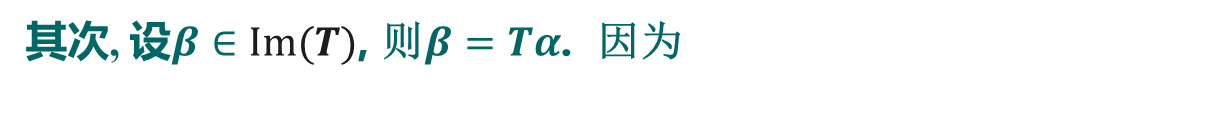 其次, 设β ∈ Im(T), 则β = Tα. 因为